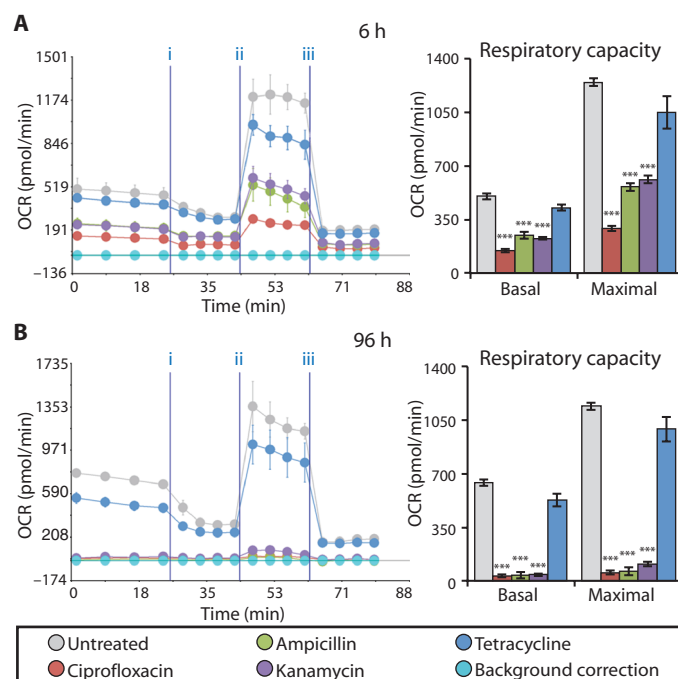 A
6 h
i ii iii
OCR (pmol/min)
1501
1174
846
519
191
−136
0 18 35 53 71 88
Time (min)
Respiratory capacity
OCR (pmol/min)
1400
1050
700
350
0
*** *** ***
*** *** ***
Basal Maximal
B
96 h
i ii iii
OCR (pmol/min)
1735
1353
971
590
208
−174
0 18 35 53 71 88
Time (min)
Respiratory capacity
OCR (pmol/min)
1400
1050
700
350
0
*** *** ***
*** *** ***
Basal Maximal
Untreated Ampicillin Tetracycline
Ciprofloxacin Kanamycin Background correction